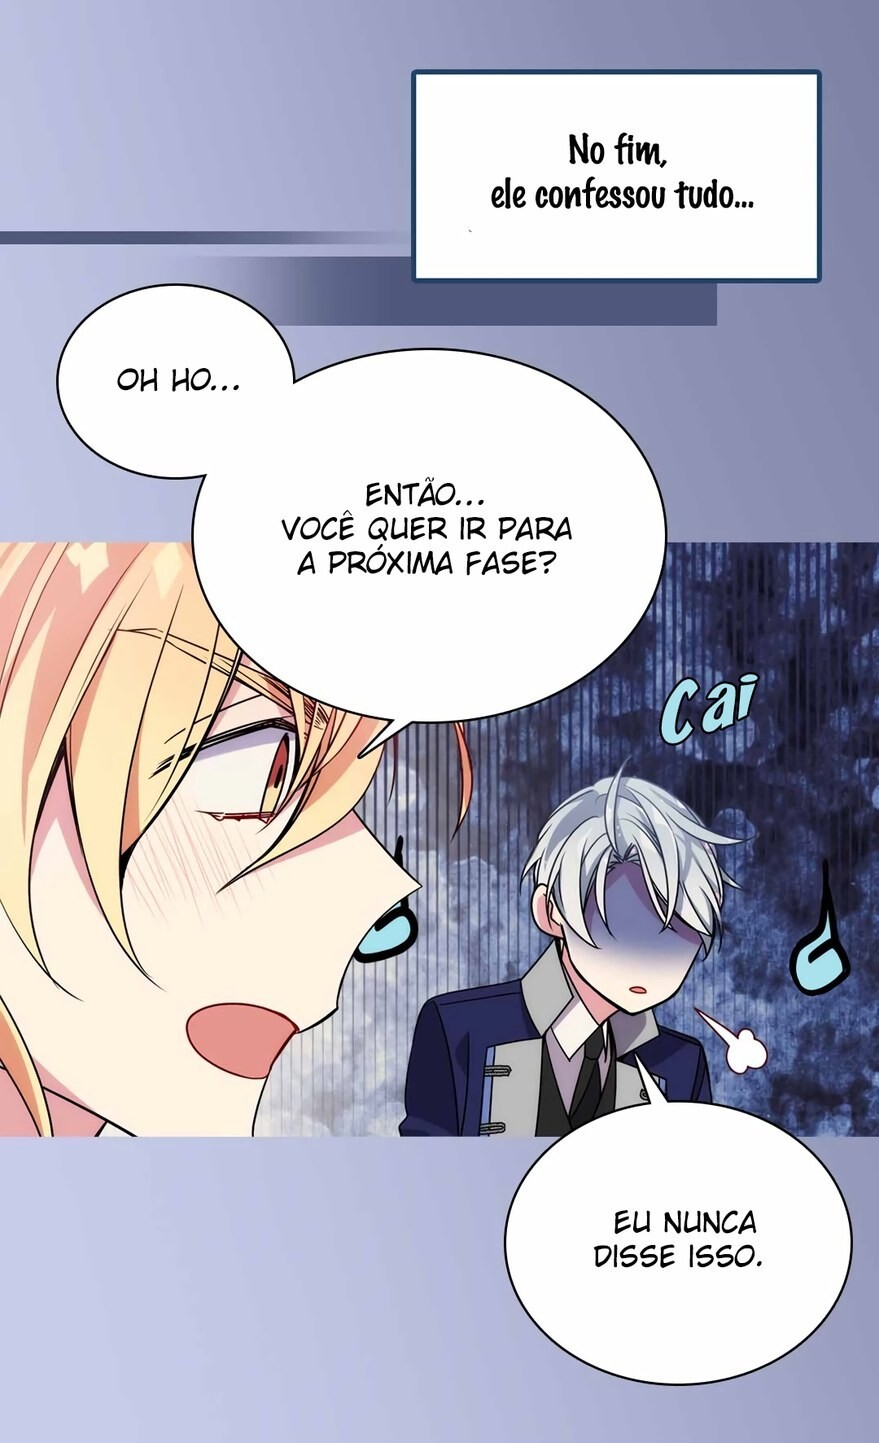 No fim,
ele confessou tudo...
OH HO...
ENTÃO...
VOCÊ QUER IR PARA
A PRÓXIMA FASE?
Cai
EU NUNCA
DISSE ISSO.